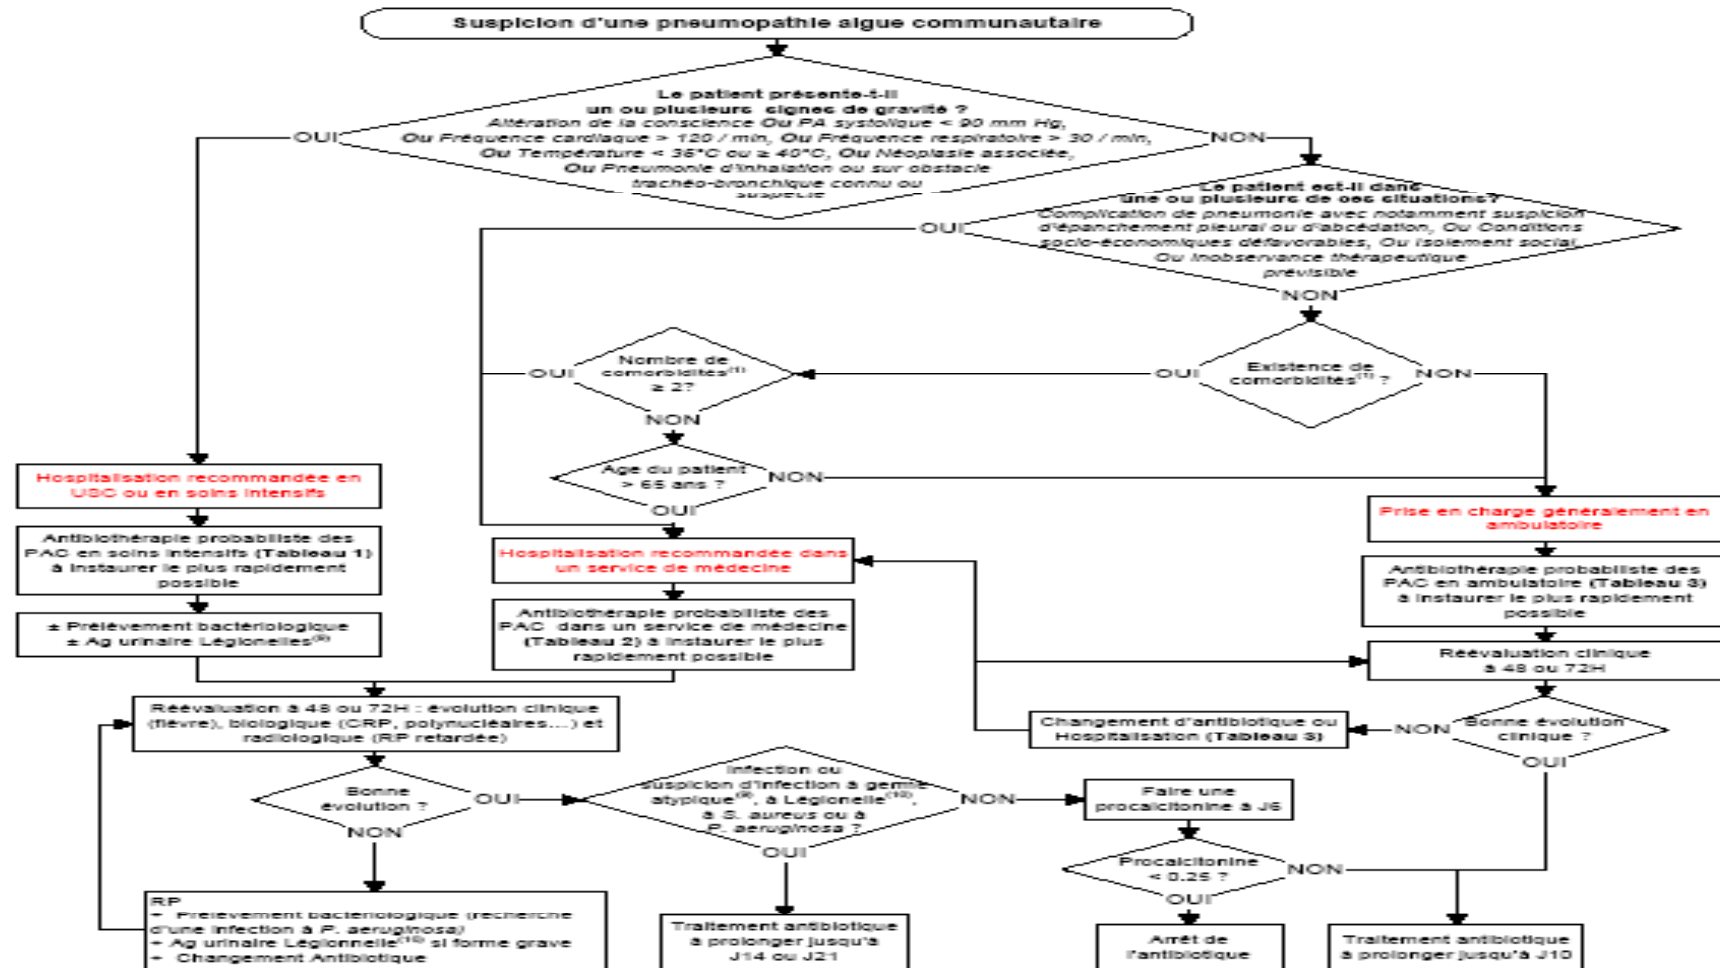 Suspicion d'une pneumopathie aigue communautaire
Le patient présente-t-il
un ou plusieurs signes de gravité ?
Altération de la conscience Ou PA systolique < 90 mm Hg,
Ou Fréquence cardiaque > 120 / min, Ou Fréquence respiratoire > 30 / min,
Ou Température < 36°C ou ≥ 40°C, Ou Néoplasie associée,
Ou Pneumonie d'inhalation ou sur obstacle
trachéo-bronchique connu ou
suspecté
OUI
NON
Le patient est-il dans
une ou plusieurs de ces situations?
Complication de pneumonie avec notamment suspicion
d'épanchement pleural ou d'abcédation, Ou Conditions
socio-économiques défavorables, Ou Isolement social,
Ou Inobservance thérapeutique
prévisible
OUI
NON
Existence de
comorbidités(1) ?
OUI
NON
Nombre de
comorbidités(1)
≥ 2?
OUI
NON
Age du patient
> 65 ans ?
NON
OUI
Hospitalisation recommandée en
USC ou en soins intensifs
Antibiothérapie probabiliste des
PAC en soins intensifs (Tableau 1)
à instaurer le plus rapidement
possible
± Prélèvement bactériologique
± Ag urinaire Légionelles
Hospitalisation recommandée dans
un service de médecine
Antibiothérapie probabiliste des
PAC dans un service de médecine
(Tableau 2) à instaurer le plus
rapidement possible
Prise en charge généralement en
ambulatoire
Antibiothérapie probabiliste des
PAC en ambulatoire (Tableau 3)
à instaurer le plus rapidement
possible
Réévaluation clinique
à 48 ou 72H
Bonne évolution
clinique ?
NON
OUI
Changement d'antibiotique ou
Hospitalisation (Tableau 3)
Réévaluation à 48 ou 72H : évolution clinique
(fièvre), biologique (CRP, polynucléaires...) et
radiologique (RP retardée)
Bonne
évolution ?
OUI
NON
Infection ou
suspicion d'infection à germe
atypique(9), à Légionelle(10),
à S. aureus ou à
P. aeruginosa ?
NON
OUI
Faire une
procalcitonine à J6
Procalcitonine
< 0.25 ?
NON
OUI
RP
+ Prélèvement bactériologique (recherche
d'une infection à P. aeruginosa)
+ Ag urinaire Légionnelle(10) si forme grave
+ Changement Antibiotique
Traitement antibiotique
à prolonger jusqu'à
J14 ou J21
Arrêt de
l'antibiotique
Traitement antibiotique
à prolonger jusqu'à J10